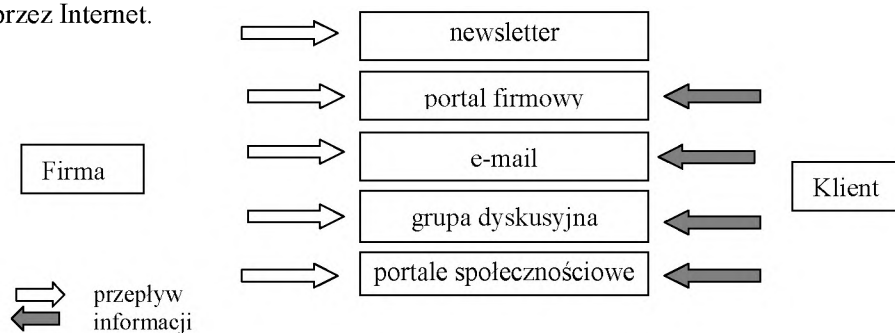 przez Internet.
newsletter
portal firmowy
e-mail
Firma
Klient
grupa dyskusyjna
portale społecznościowe
przepływ
informacji